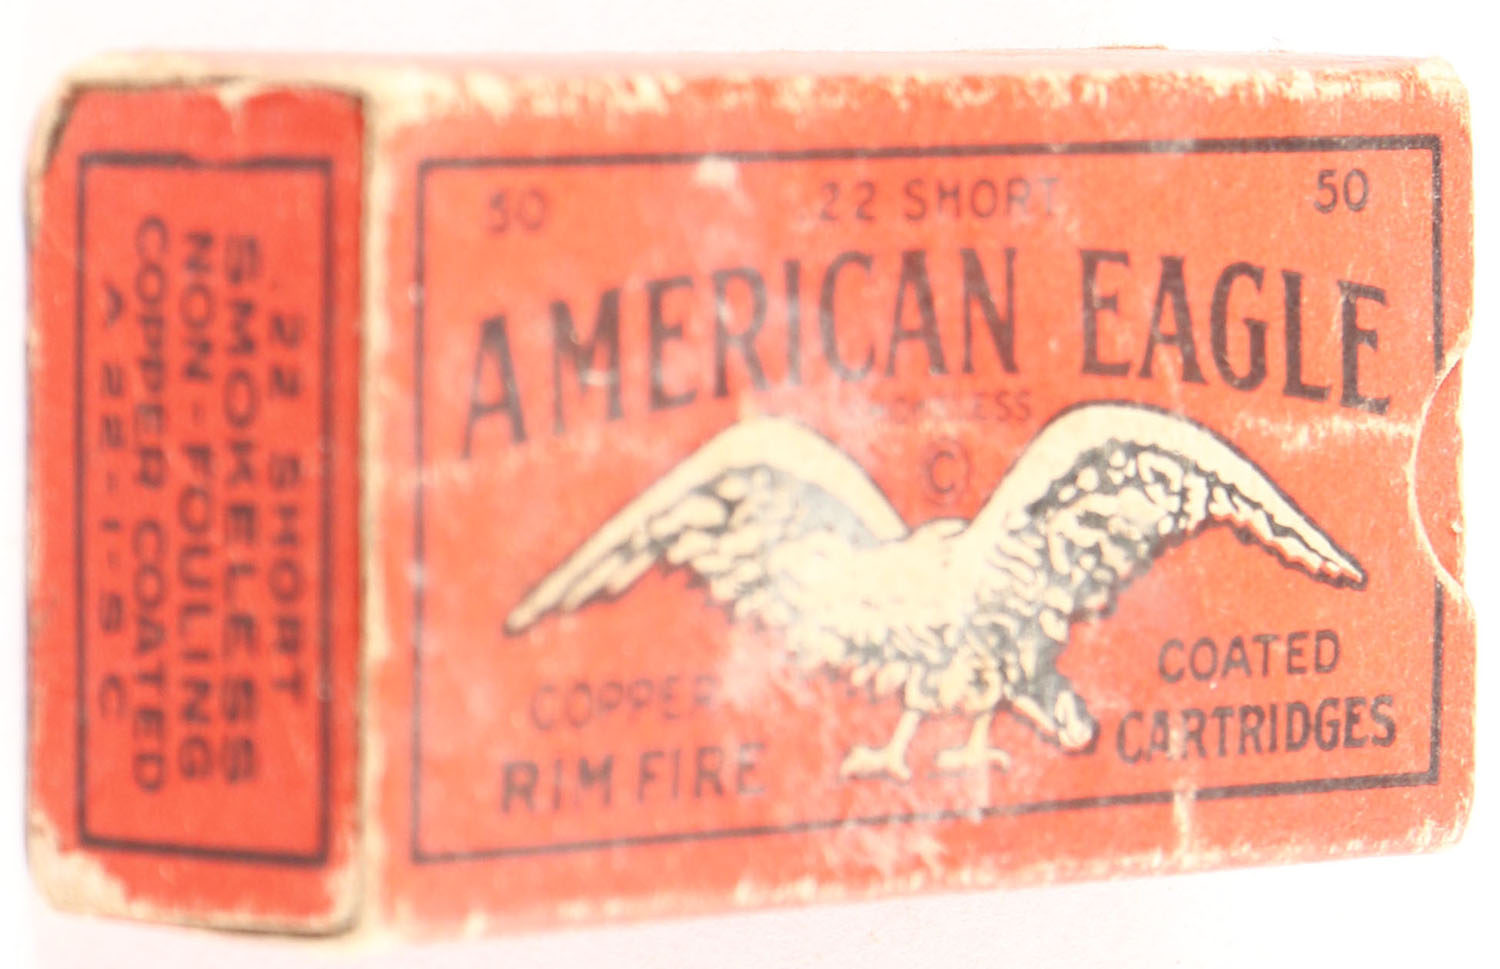 50 22 SHORT 50
AMERICAN EAGLE
SMOKELESS
©
COPPER COATED
RIM FIRE CARTRIDGES
22 SHORT
SMOKELESS
NON-FOULING
COPPER COATED
A 22-1-S C